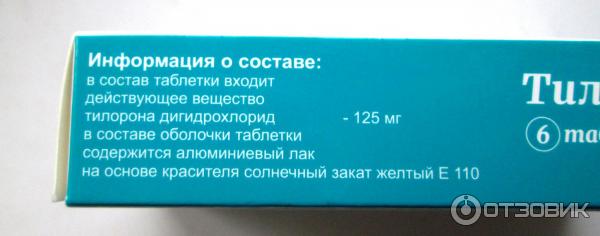 Информация о составе:
в состав таблетки входит
действующее вещество
тилорона дигидрохлорид - 125 мг
в составе оболочки таблетки
содержится алюминиевый лак
на основе красителя солнечный закат желтый Е 110
Тил
6 таб
ОТЗОВИК